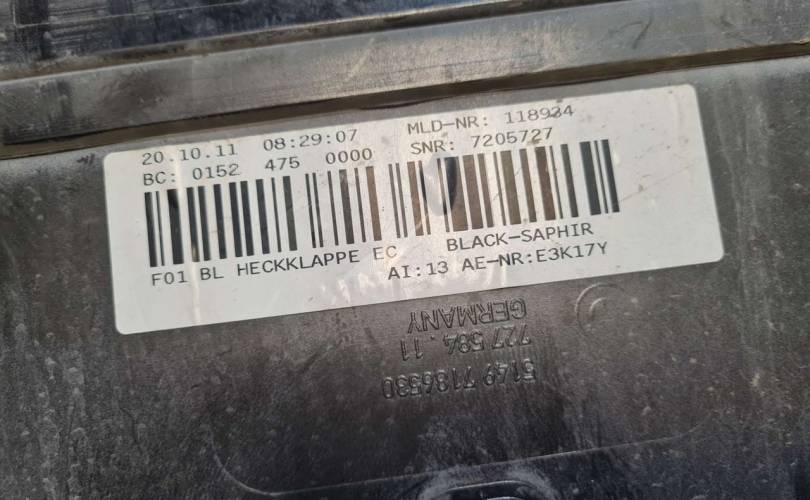 20.10.11 08:29:07 MLD-NR: 118934
BC: 0152 475 0000 SNR: 7205727
F01 BL HECKKLAPPE EC BLACK-SAPHIR
AI:13 AE-NR:E3K17Y
GERMANY
727 584.11
5149 7186530